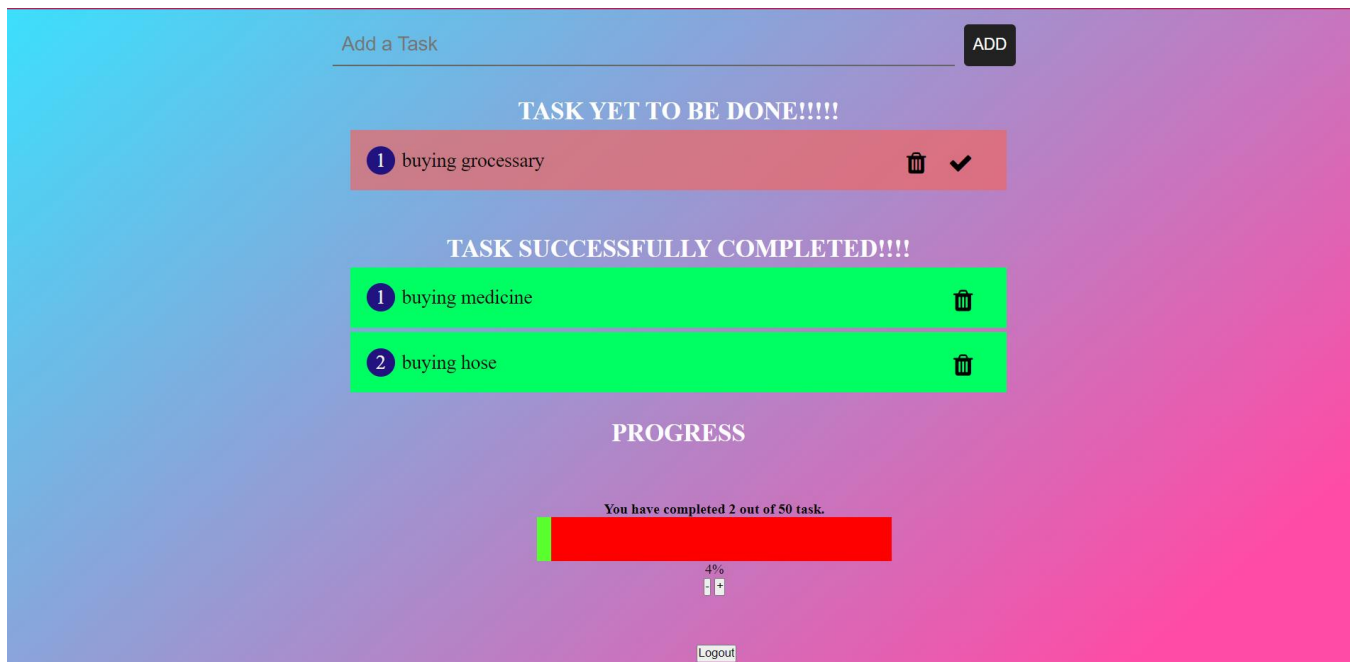 Add a Task ADD
TASK YET TO BE DONE!!!!!
1 buying grocessary
TASK SUCCESSFULLY COMPLETED!!!!
1 buying medicine
2 buying hose
PROGRESS
You have completed 2 out of 50 task.
4%
- +
Logout